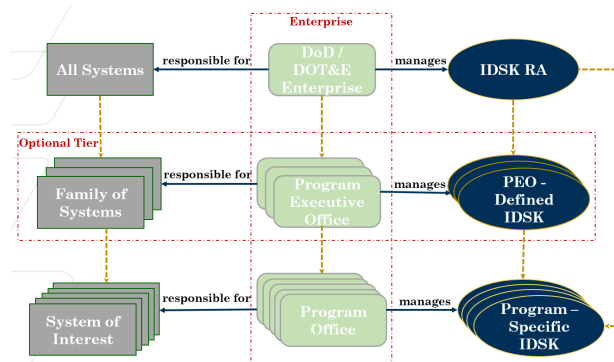 Enterprise
All Systems
responsible for
DoD /
DOT&E
Enterprise
manages
IDSK RA
Optional Tier
Family of
Systems
responsible for
Program
Executive
Office
manages
PEO -
Defined
IDSK
System of
Interest
responsible for
Program
Office
manages
Program –
Specific
IDSK